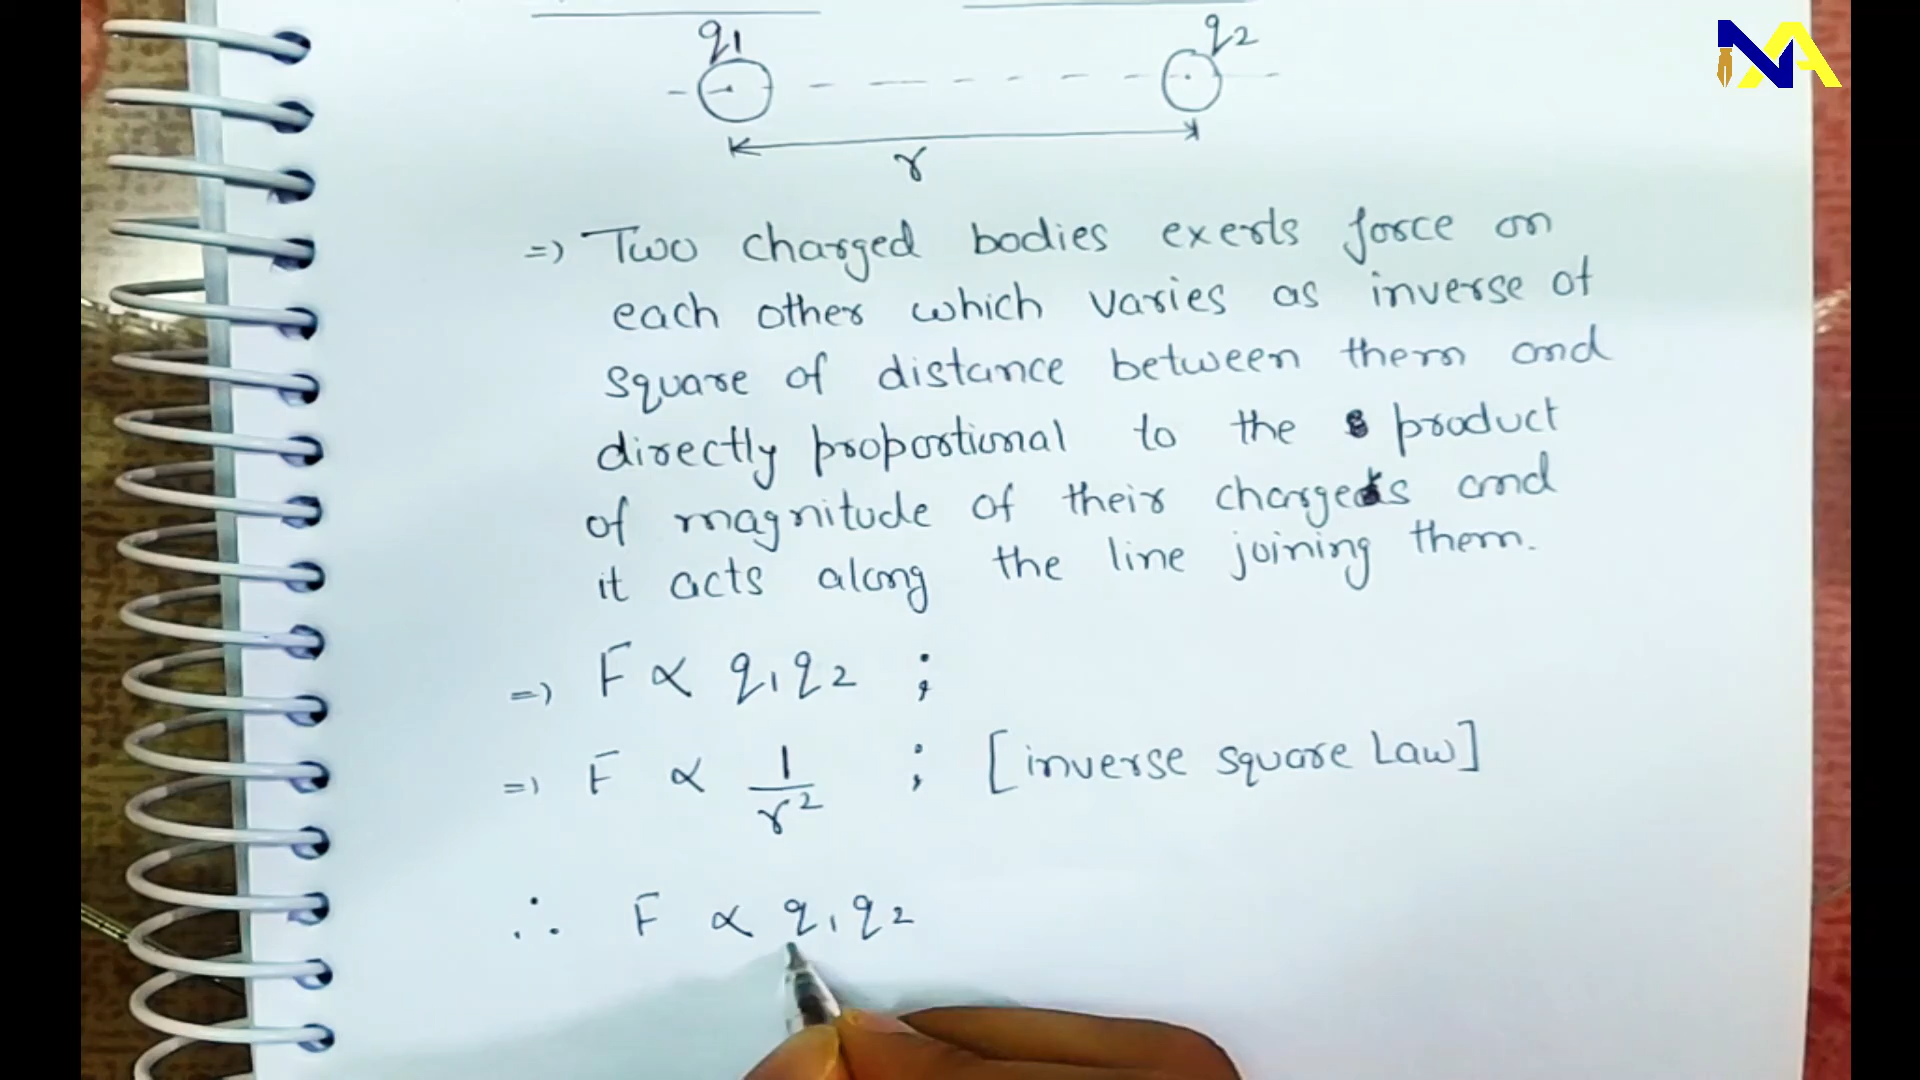 q1 q2
r
=> Two charged bodies exerts force on
each other which varies as inverse of
square of distance between them and
directly proportional to the product
of magnitude of their charges and
it acts along the line joining them.
=> F ∝ q1q2 ;
=> F ∝ 1/r² ; [inverse square Law]
∴ F ∝ q1q2
NA